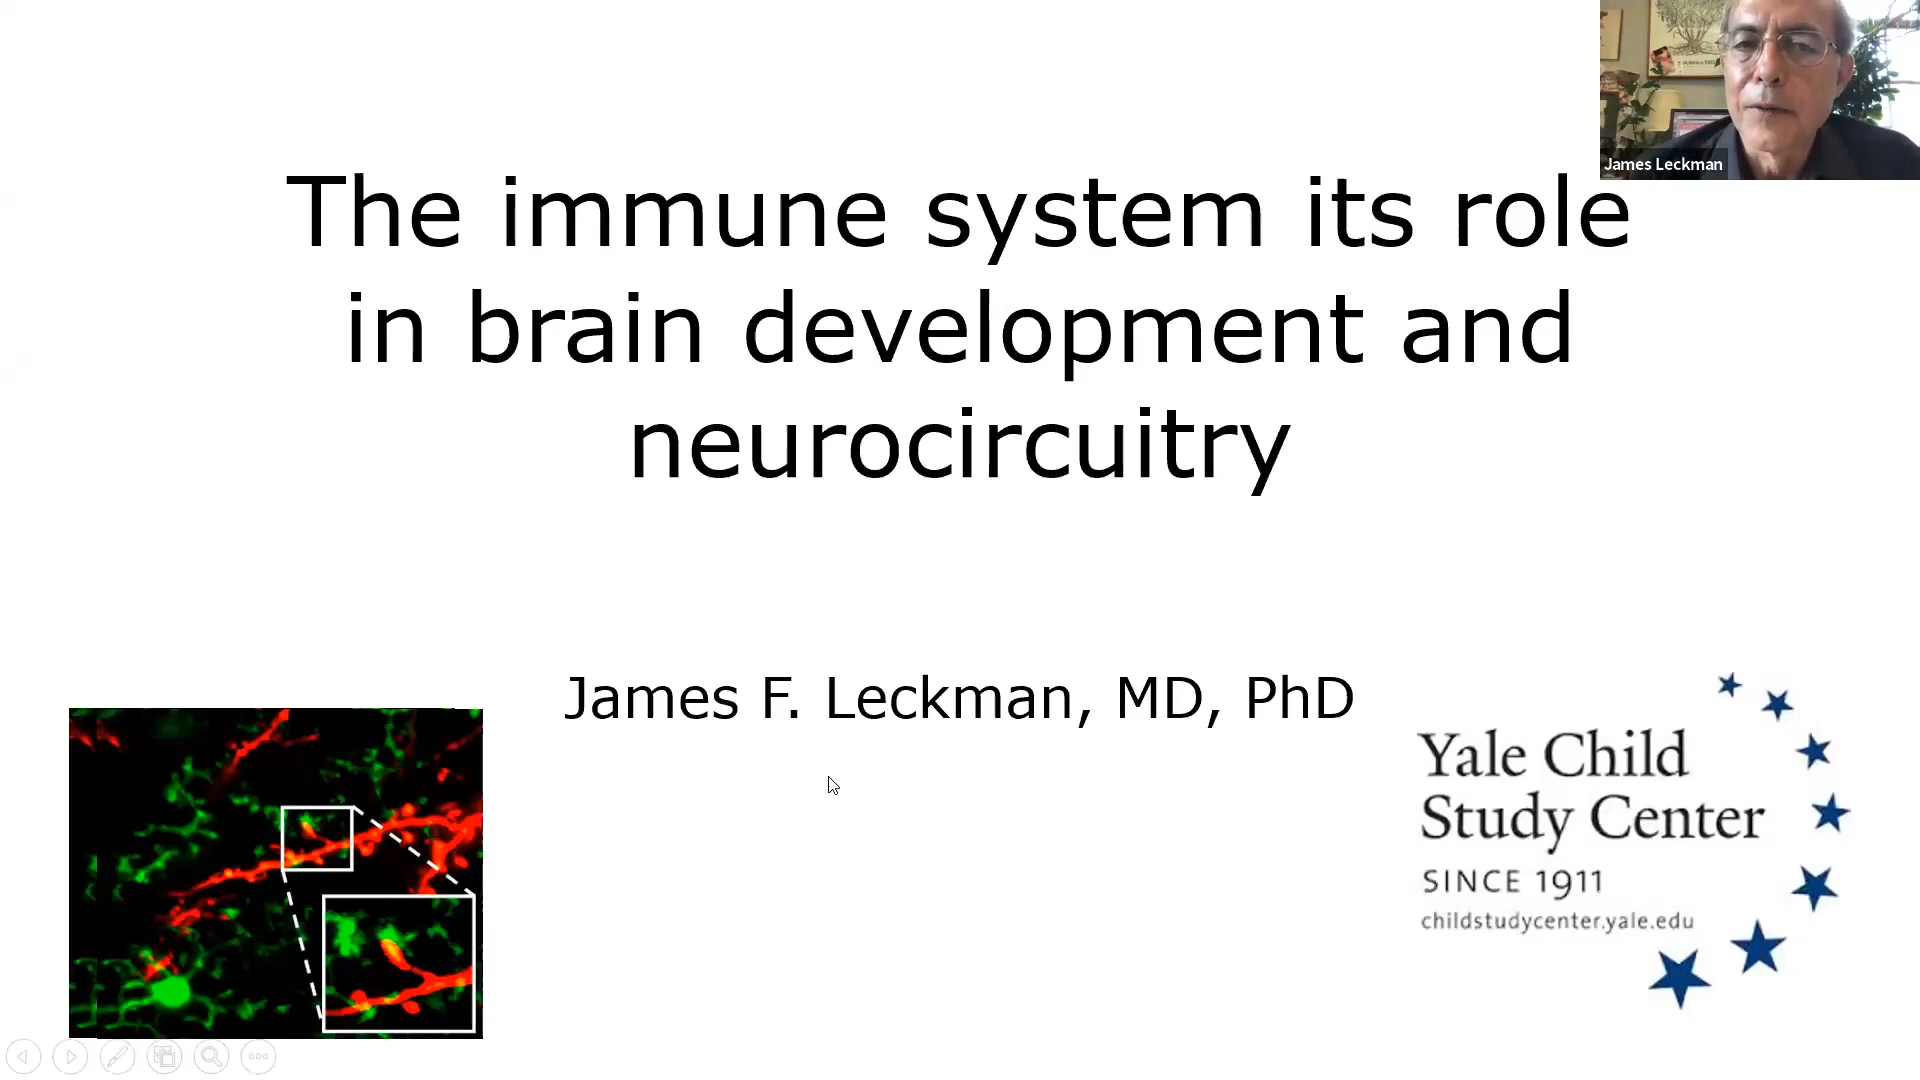 James Leckman
The immune system its role
in brain development and
neurocircuitry
James F. Leckman, MD, PhD
Yale Child
Study Center
SINCE 1911
childstudycenter.yale.edu